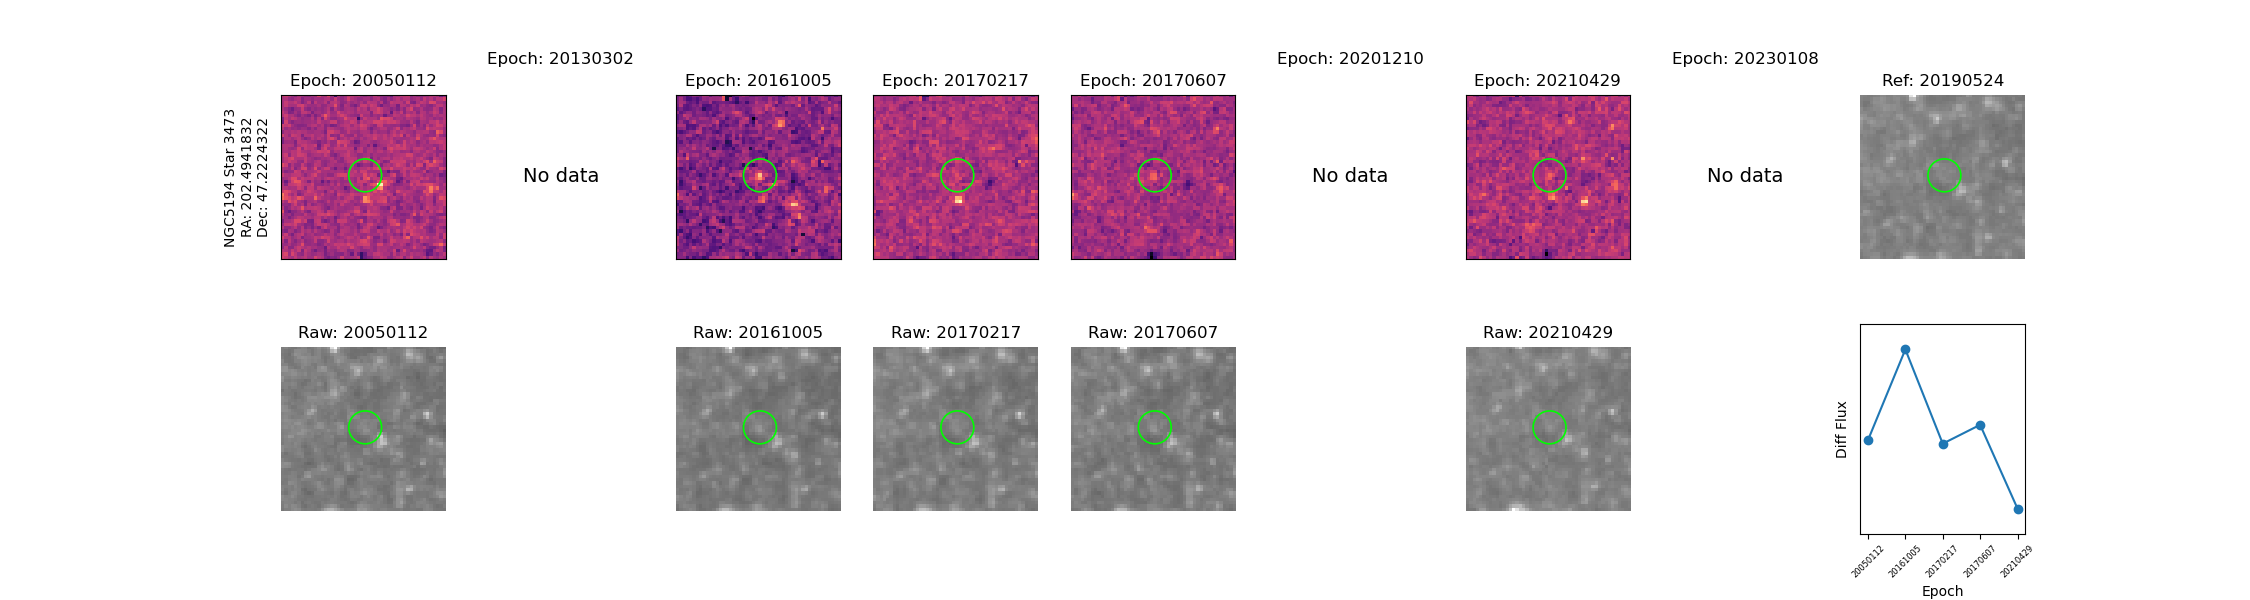 NGC5194 Star 3473
RA: 202.4941832
Dec: 47.2224322
Epoch: 20050112
Epoch: 20130302
No data
Epoch: 20161005
Epoch: 20170217
Epoch: 20170607
Epoch: 20201210
No data
Epoch: 20210429
Epoch: 20230108
No data
Ref: 20190524
Raw: 20050112
Raw: 20161005
Raw: 20170217
Raw: 20170607
Raw: 20210429
Diff Flux
20050112
20161005
20170217
20170607
20210429
Epoch